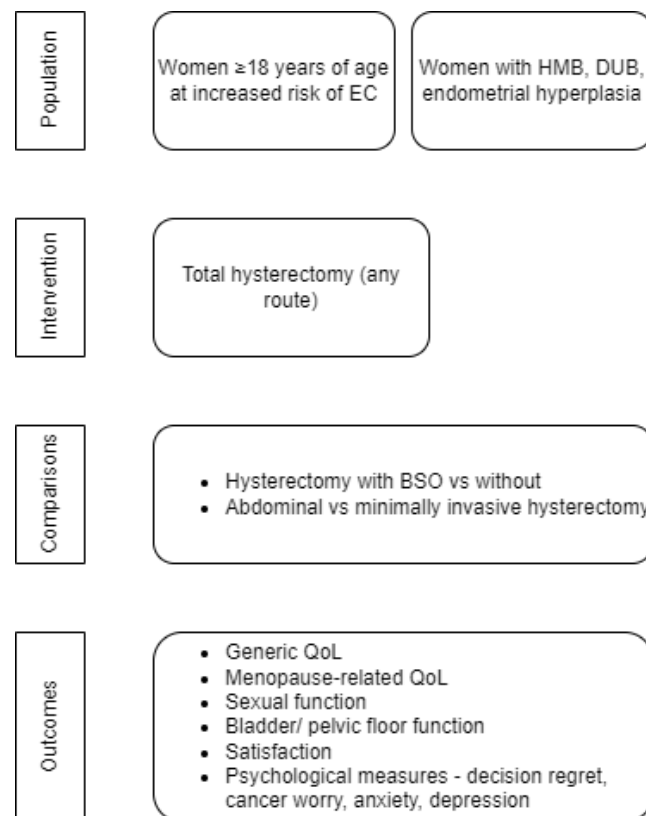 Population
Women ≥18 years of age
at increased risk of EC
Women with HMB, DUB,
endometrial hyperplasia
Intervention
Total hysterectomy (any
route)
Comparisons
• Hysterectomy with BSO vs without
• Abdominal vs minimally invasive hysterectomy
Outcomes
• Generic QoL
• Menopause-related QoL
• Sexual function
• Bladder/ pelvic floor function
• Satisfaction
• Psychological measures - decision regret,
cancer worry, anxiety, depression